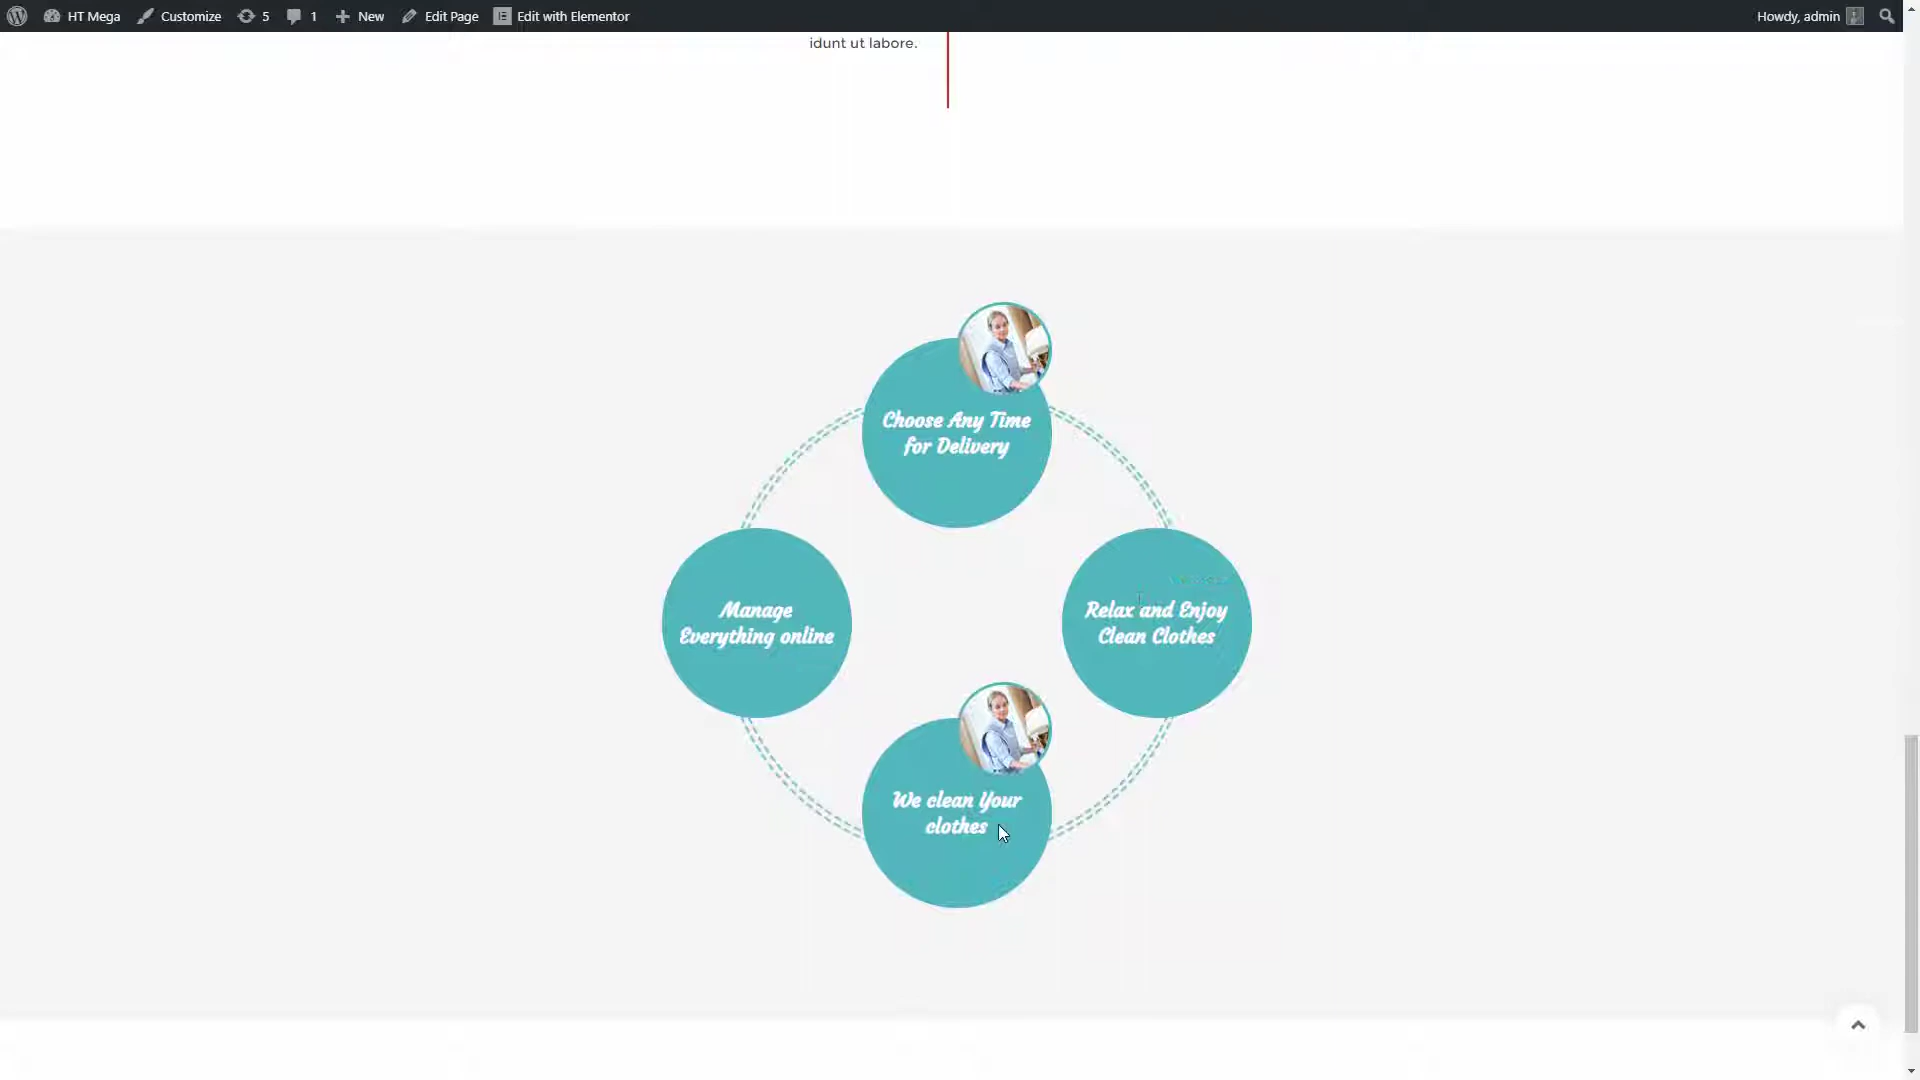 HT Mega Customize 5 1 New Edit Page Edit with Elementor Howdy, admin
idunt ut labore.
Choose Any Time
for Delivery
Manage
Everything online
Relax and Enjoy
Clean Clothes
We clean Your
clothes